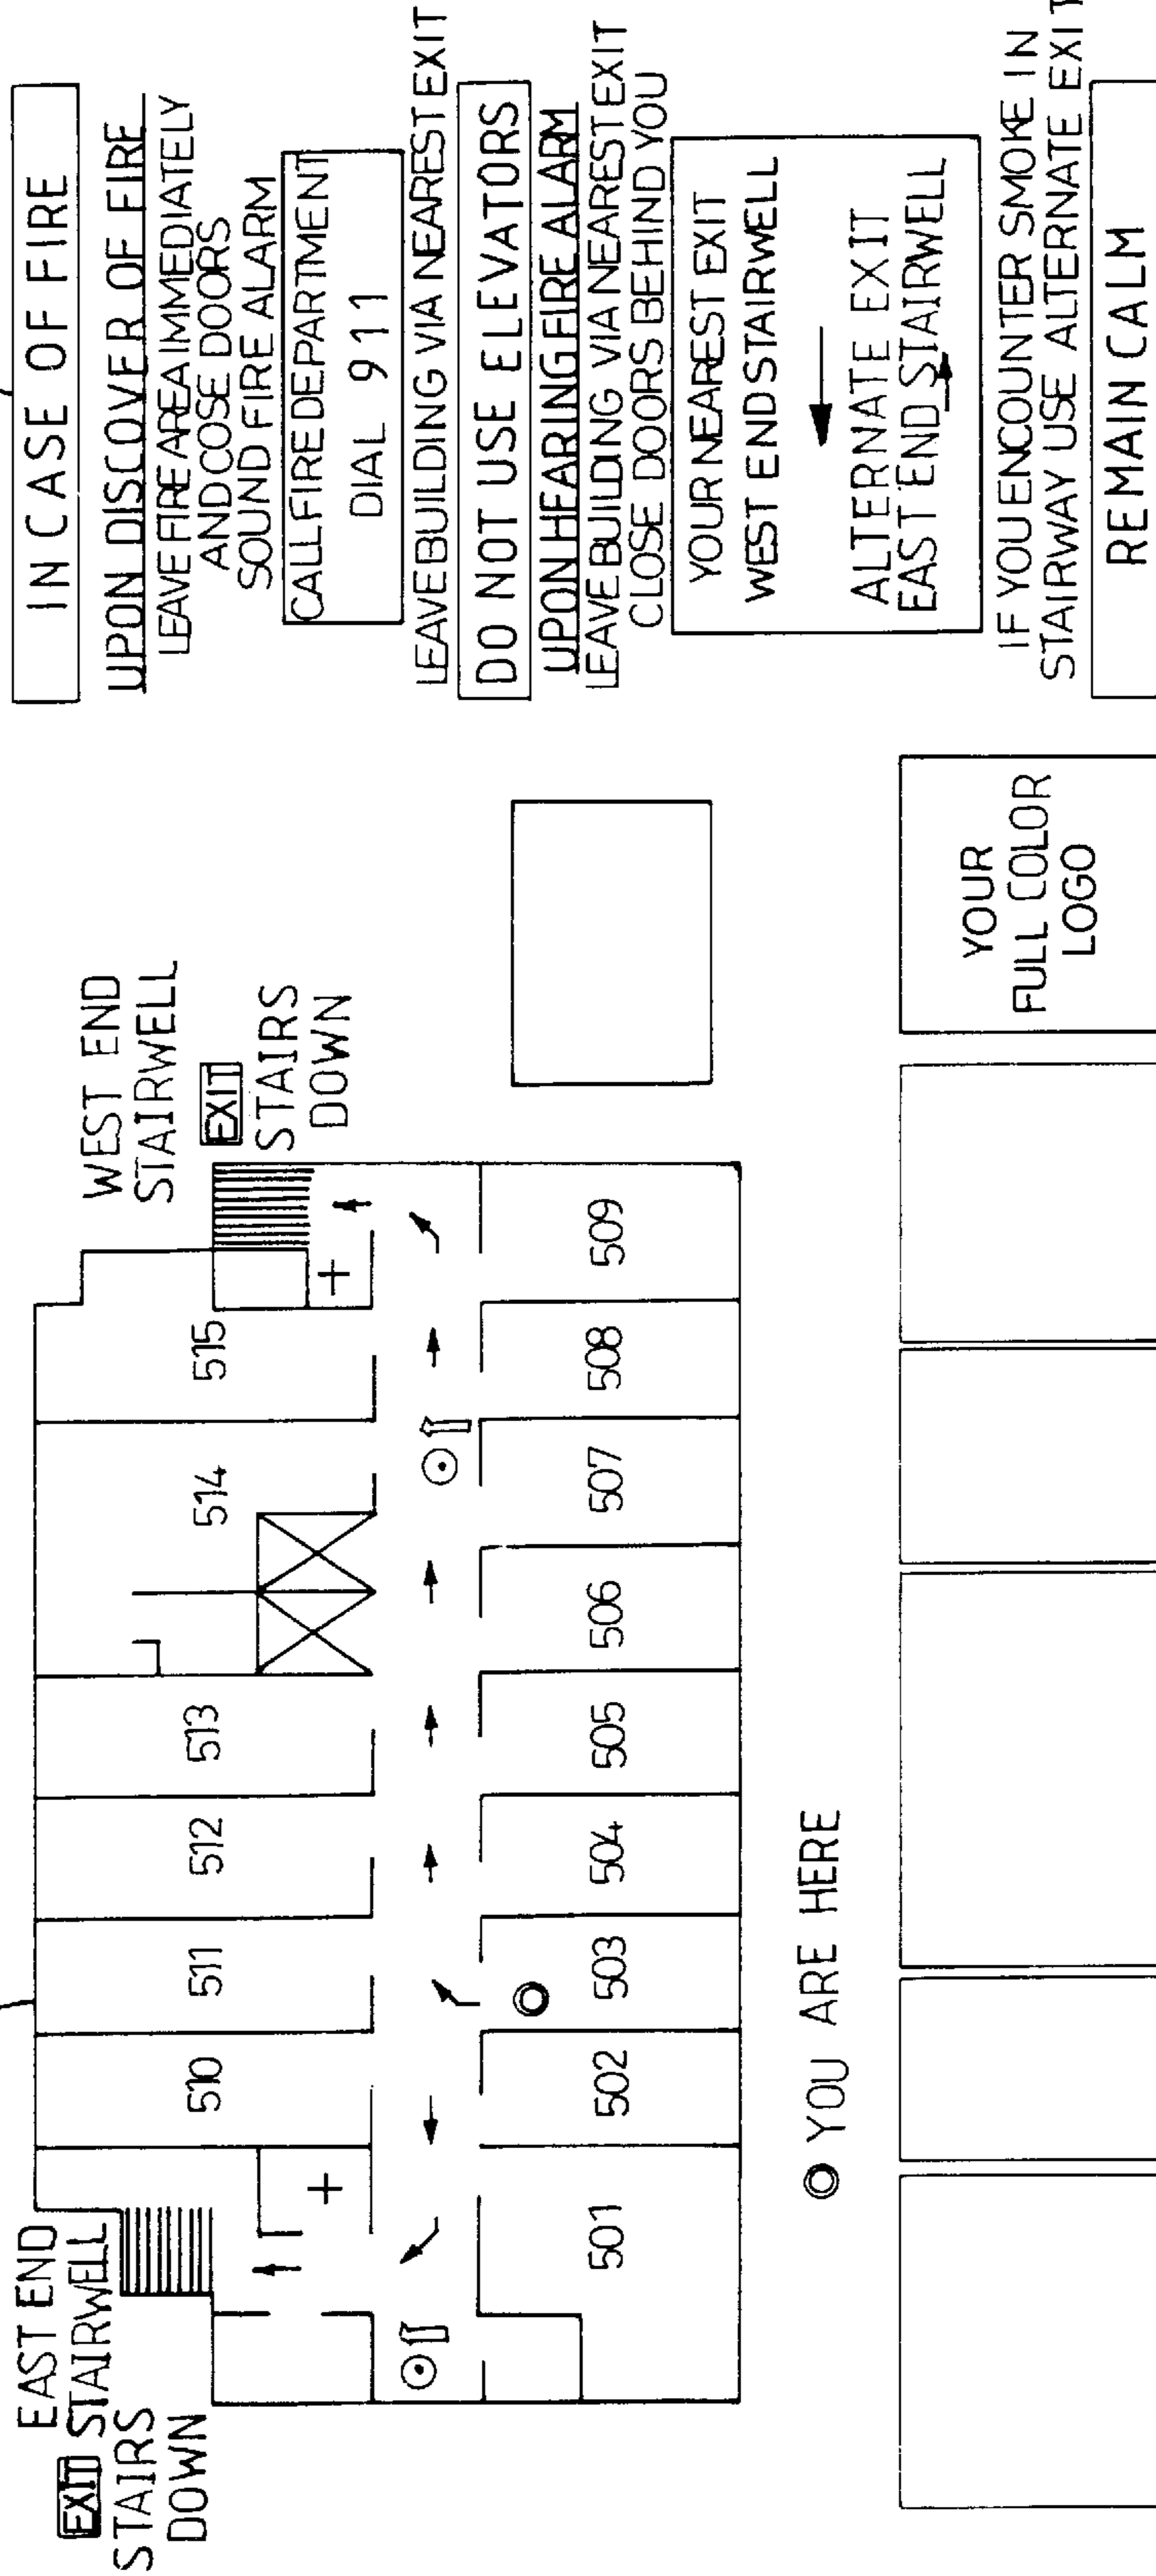 EAST END
EXIT STAIRWELL
STAIRS
DOWN
WEST END
STAIRWELL
EXIT
STAIRS
DOWN
510
511
512
513
514
515
501
502
503
504
505
506
507
508
509
YOU ARE HERE
YOUR
FULL COLOR
LOGO
IN CASE OF FIRE
UPON DISCOVER OF FIRE
LEAVE FIRE AREA IMMEDIATELY
AND COSE DOORS
SOUND FIRE ALARM
CALL FIRE DEPARTMENT
DIAL 911
LEAVE BUILDING VIA NEAREST EXIT
DO NOT USE ELEVATORS
UPON HEARING FIRE ALARM
LEAVE BUILDING VIA NEAREST EXIT
CLOSE DOORS BEHIND YOU
YOUR NEAREST EXIT
WEST END STAIRWELL
ALTERNATE EXIT
EAST END STAIRWELL
IF YOU ENCOUNTER SMOKE IN
STAIRWAY USE ALTERNATE EXIT
REMAIN CALM